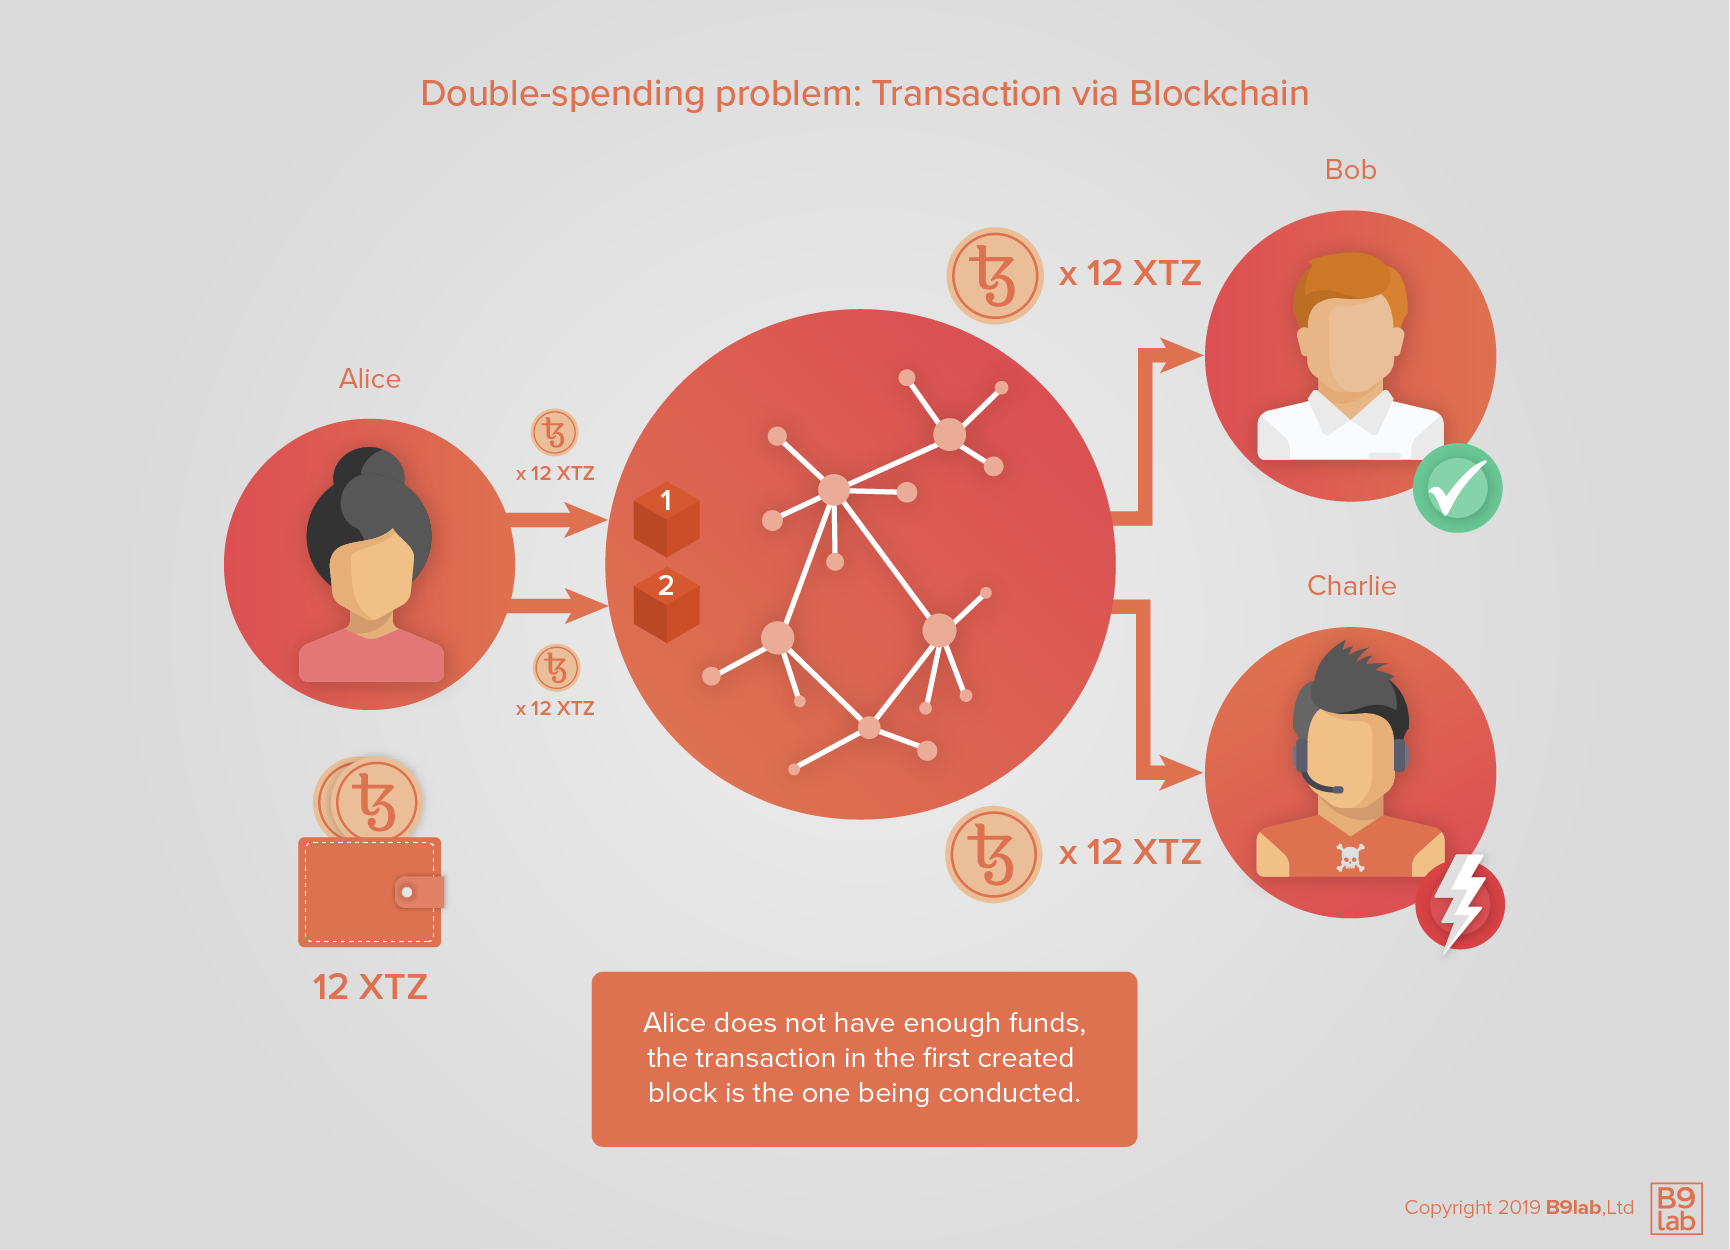 Double-spending problem: Transaction via Blockchain
Bob
x 12 XTZ
Alice
x 12 XTZ
1
2
x 12 XTZ
Charlie
x 12 XTZ
12 XTZ
Alice does not have enough funds,
the transaction in the first created
block is the one being conducted.
Copyright 2019 B9lab,Ltd
B9
lab